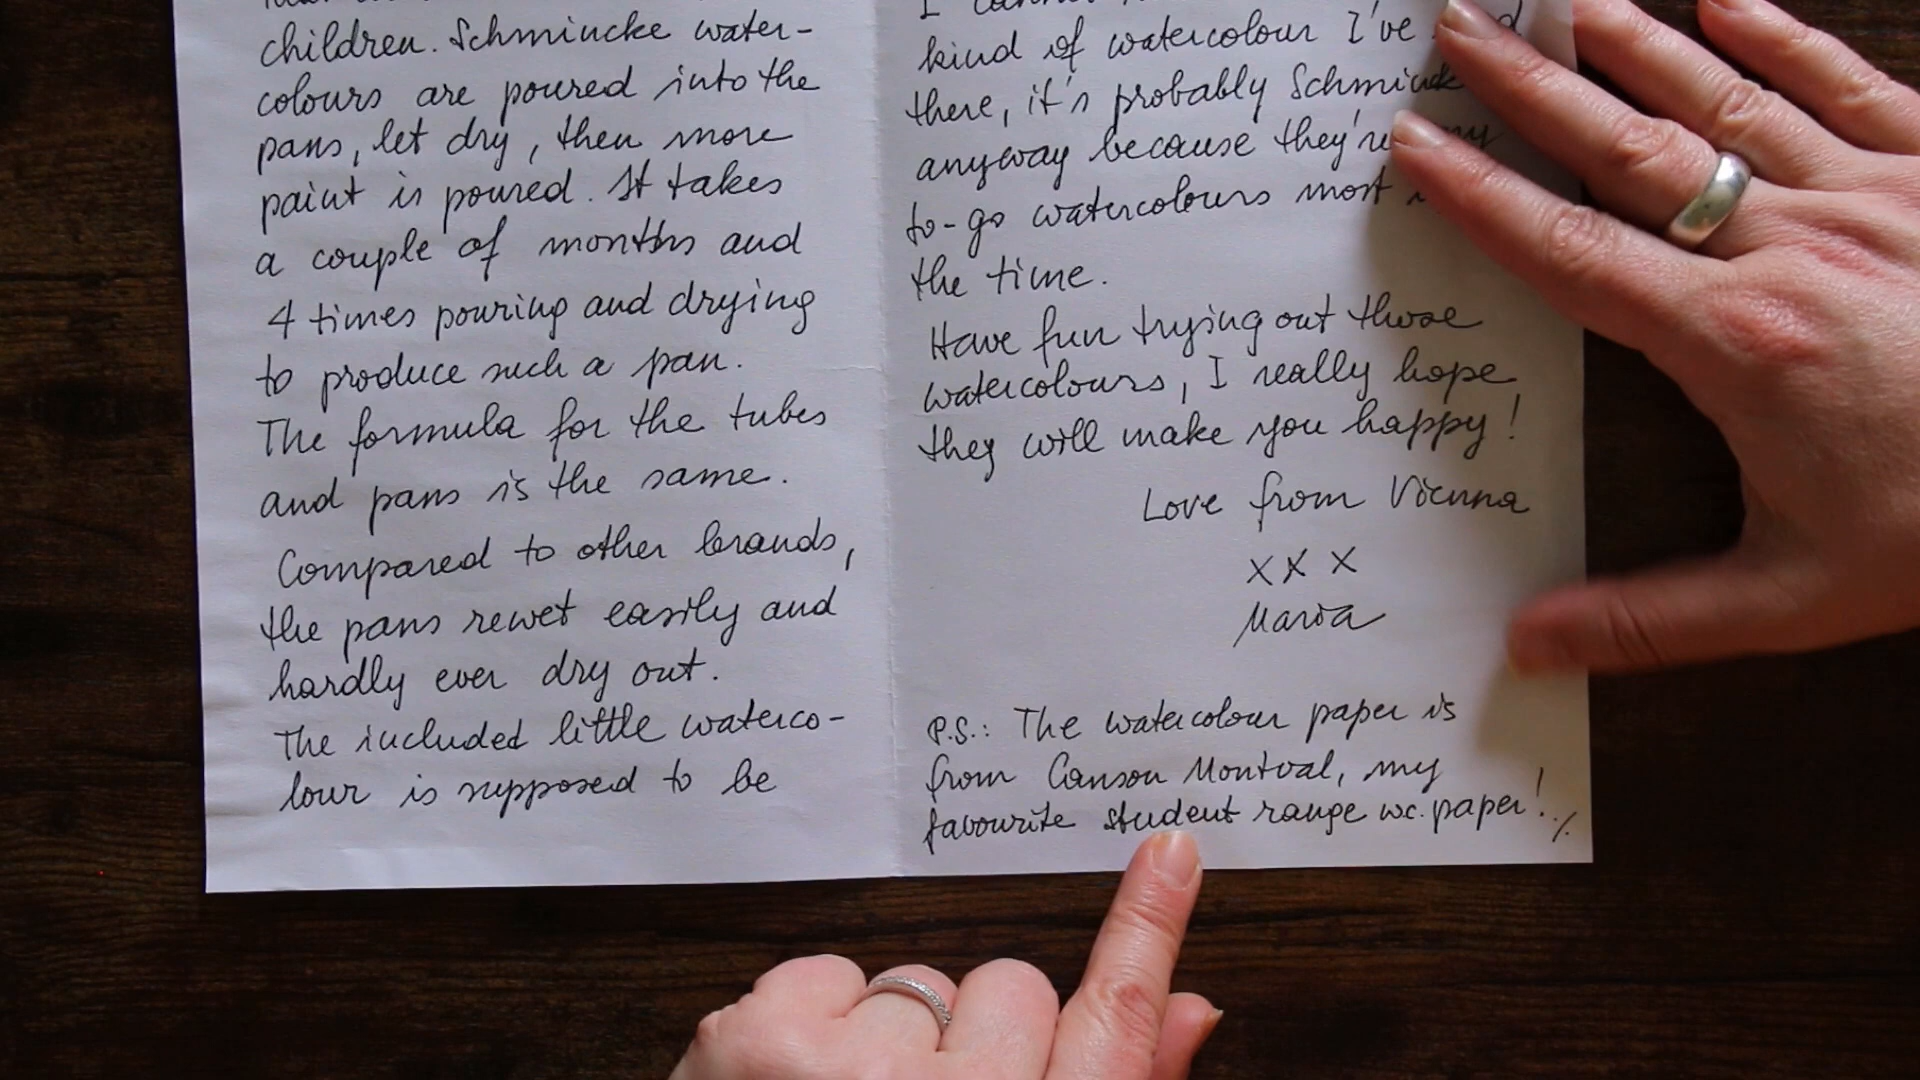 children. Schmincke water-
colours are poured into the
pans, let dry, then more
paint is poured. It takes
a couple of months and
4 times pouring and drying
to produce such a pan.
The formula for the tubes
and pans is the same.
Compared to other brands,
the pans rewet easily and
hardly ever dry out.
The included little waterco-
lour is supposed to be
I cannot
kind of watercolour I've
there, it's probably Schmincke
anyway because they're my
to-go watercolours most
the time.
Have fun trying out those
watercolours, I really hope
they will make you happy!
Love from Vienna
xxx
Maria
P.S.: The watercolour paper is
from Canson Montval, my
favourite student range wc. paper! ./.